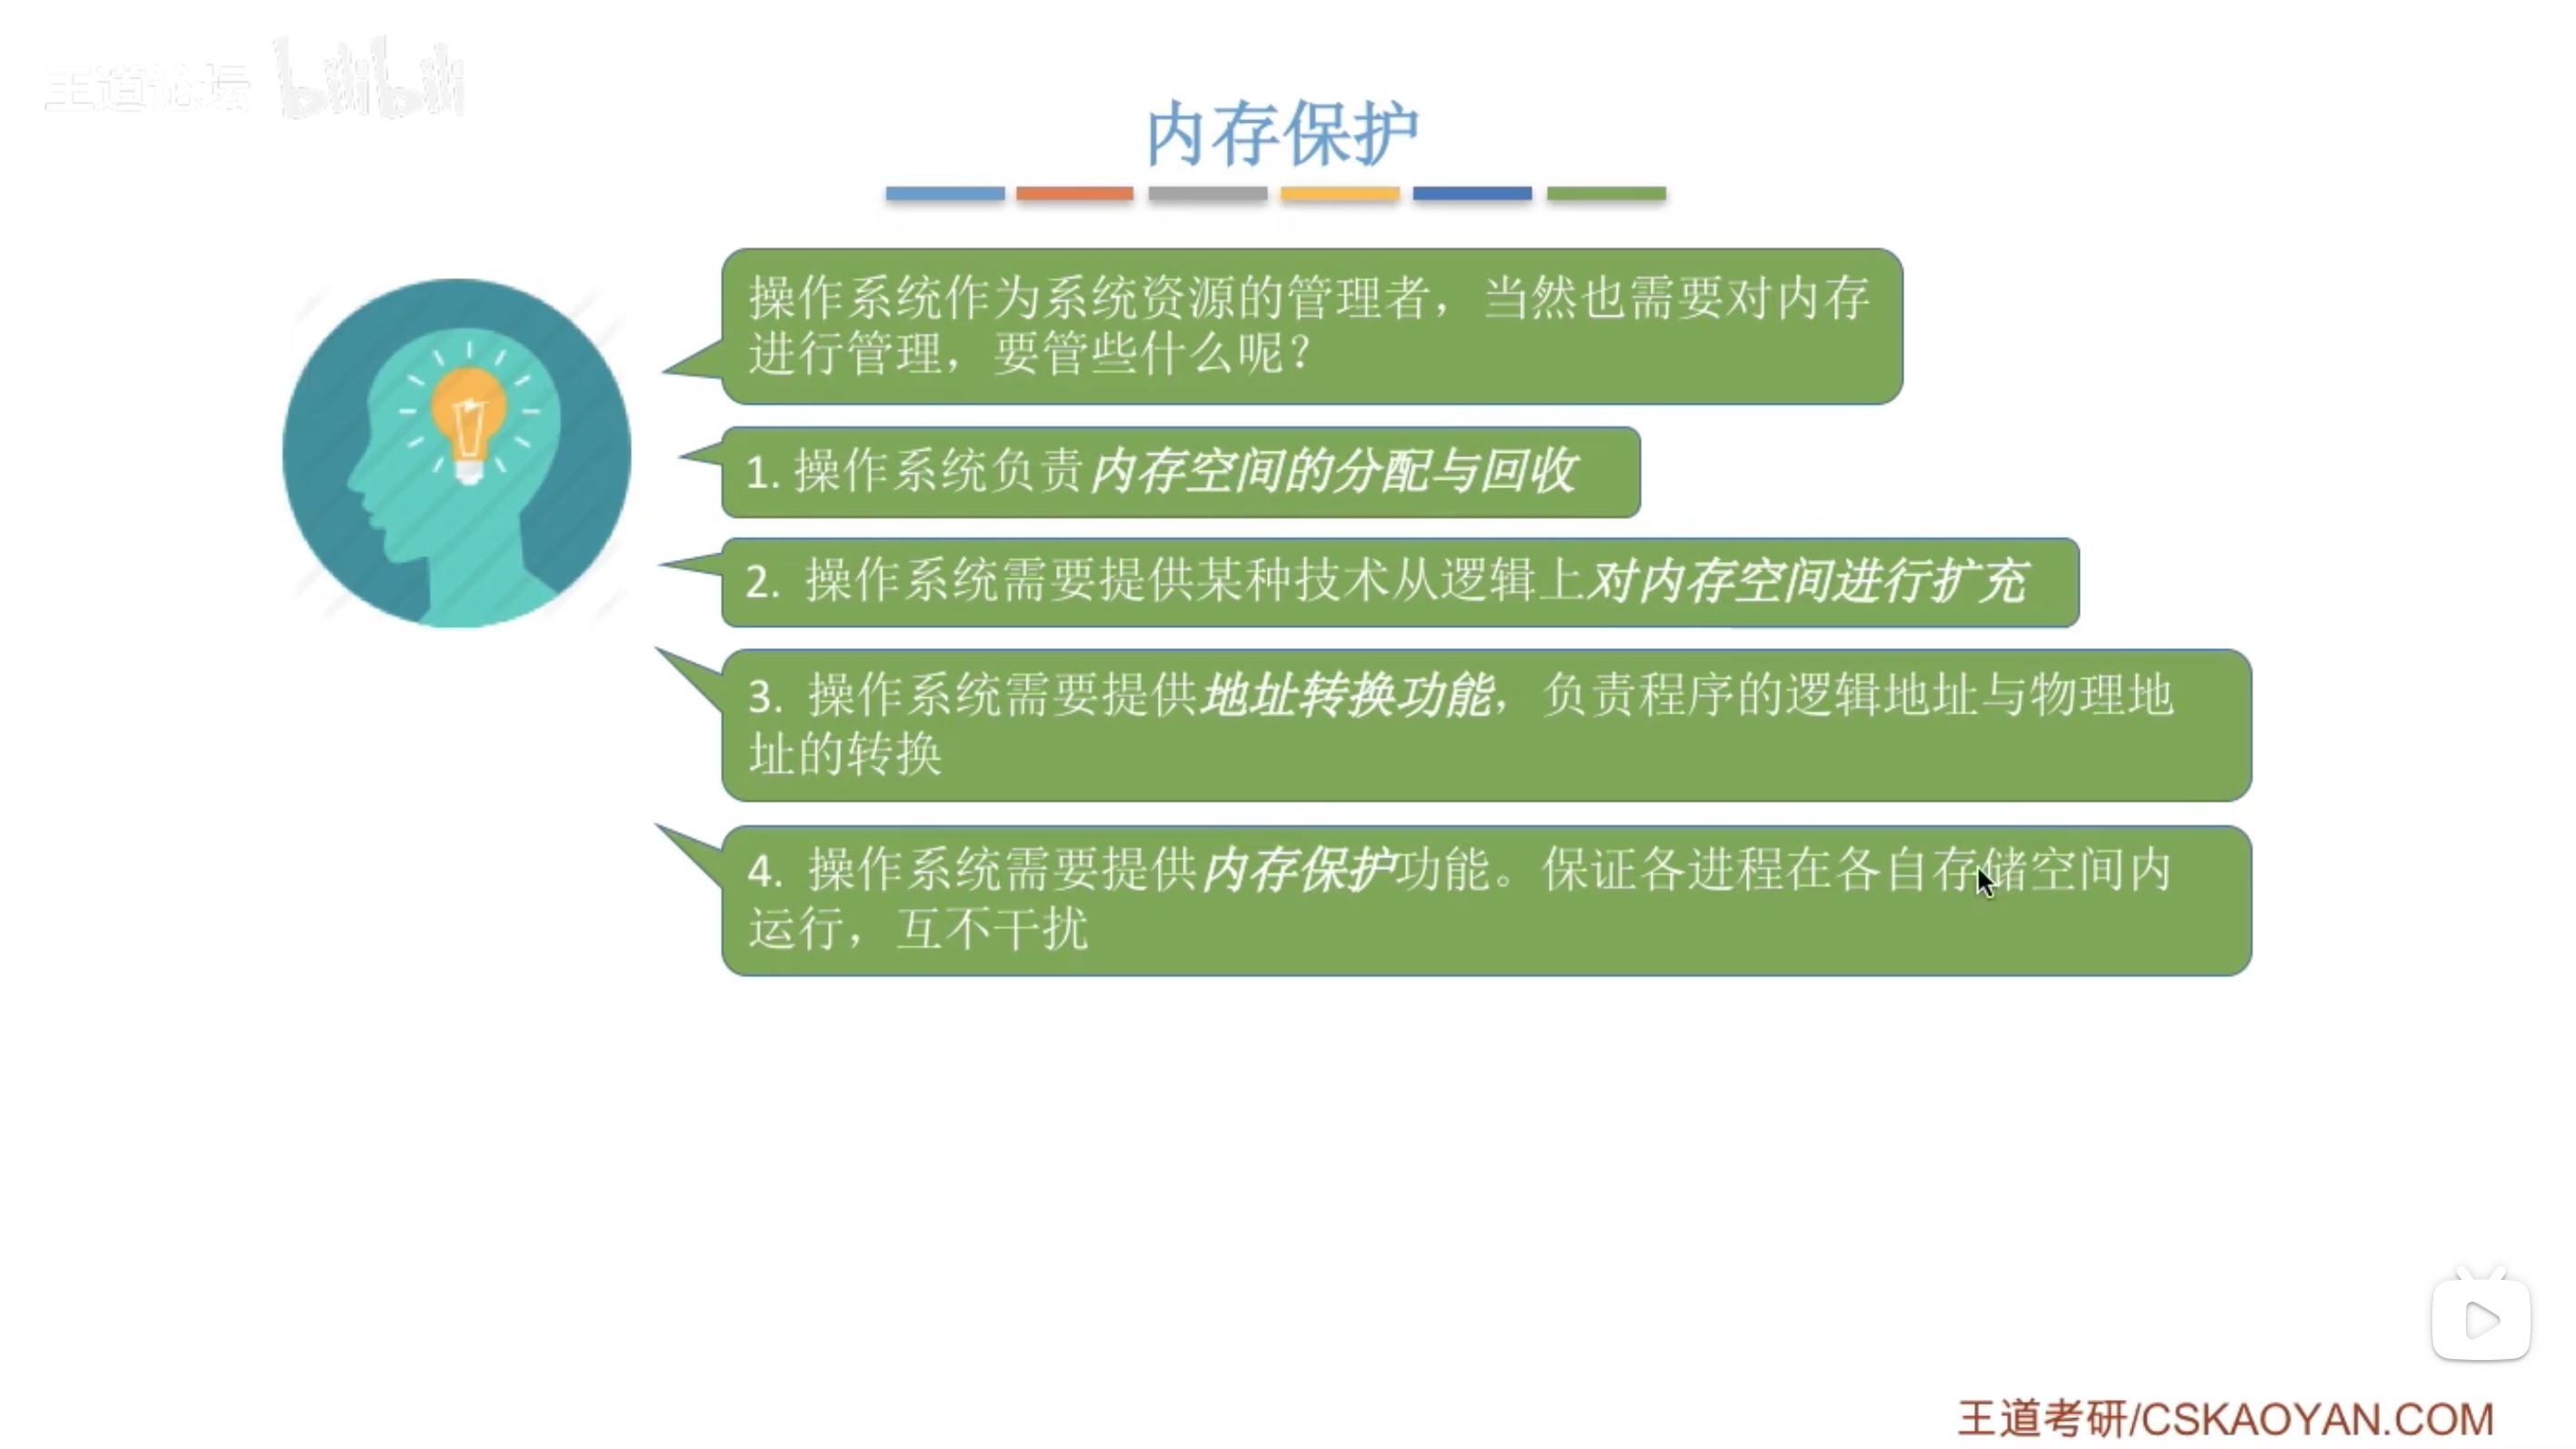 王道论坛 bilibili
内存保护
操作系统作为系统资源的管理者，当然也需要对内存
进行管理，要管些什么呢？
1. 操作系统负责内存空间的分配与回收
2. 操作系统需要提供某种技术从逻辑上对内存空间进行扩充
3. 操作系统需要提供地址转换功能，负责程序的逻辑地址与物理地
址的转换
4. 操作系统需要提供内存保护功能。保证各进程在各自存储空间内
运行，互不干扰
王道考研/CSKAOYAN.COM